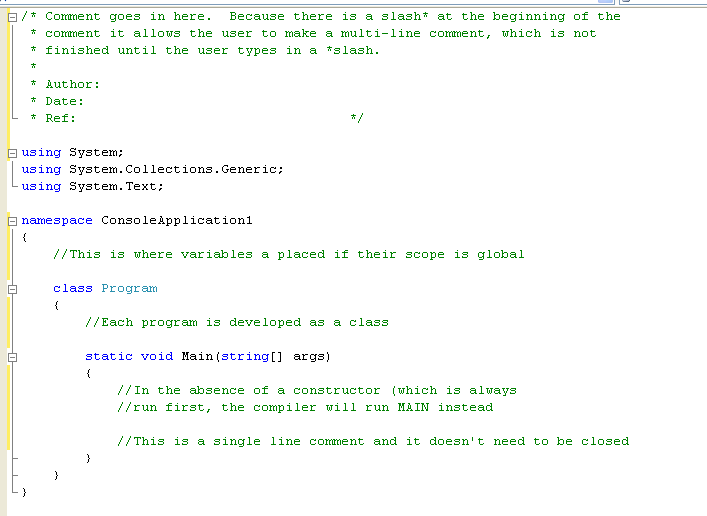 /* Comment goes in here.  Because there is a slash* at the beginning of the
 * comment it allows the user to make a multi-line comment, which is not
 * finished until the user types in a *slash.
 *
 * Author:
 * Date:
 * Ref:                                   */
using System;
using System.Collections.Generic;
using System.Text;
namespace ConsoleApplication1
{
    //This is where variables a placed if their scope is global
    class Program
    {
        //Each program is developed as a class
        static void Main(string[] args)
        {
            //In the absence of a constructor (which is always
            //run first, the compiler will run MAIN instead
            //This is a single line comment and it doesn't need to be closed
        }
    }
}